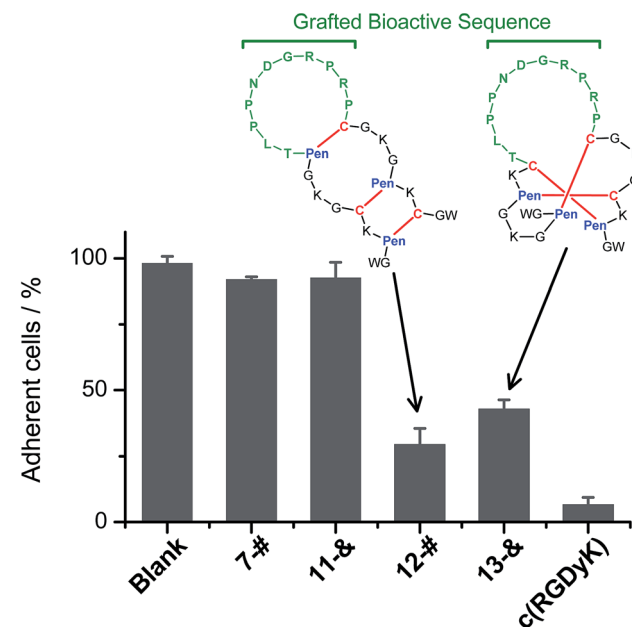 Grafted Bioactive Sequence
T L P P N D G R P R P
C G K G Pen K C GW
Pen G K G C K Pen WG
T L P P N D G R P R P
C G
C K Pen G K G Pen WG
C K Pen GW
Adherent cells / %
100
50
0
Blank
7-#
11-&
12-#
13-&
c(RGDyK)